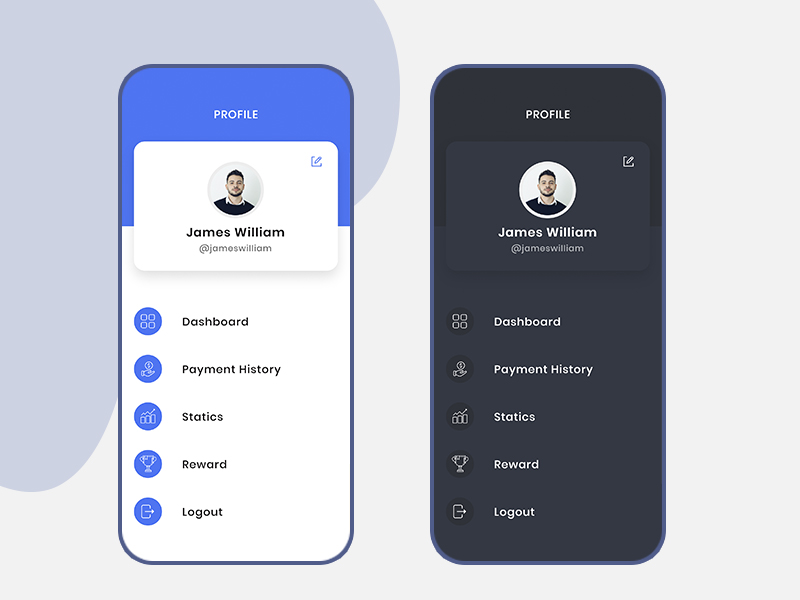 PROFILE
James William
@jameswilliam
Dashboard
Payment History
Statics
Reward
Logout
PROFILE
James William
@jameswilliam
Dashboard
Payment History
Statics
Reward
Logout